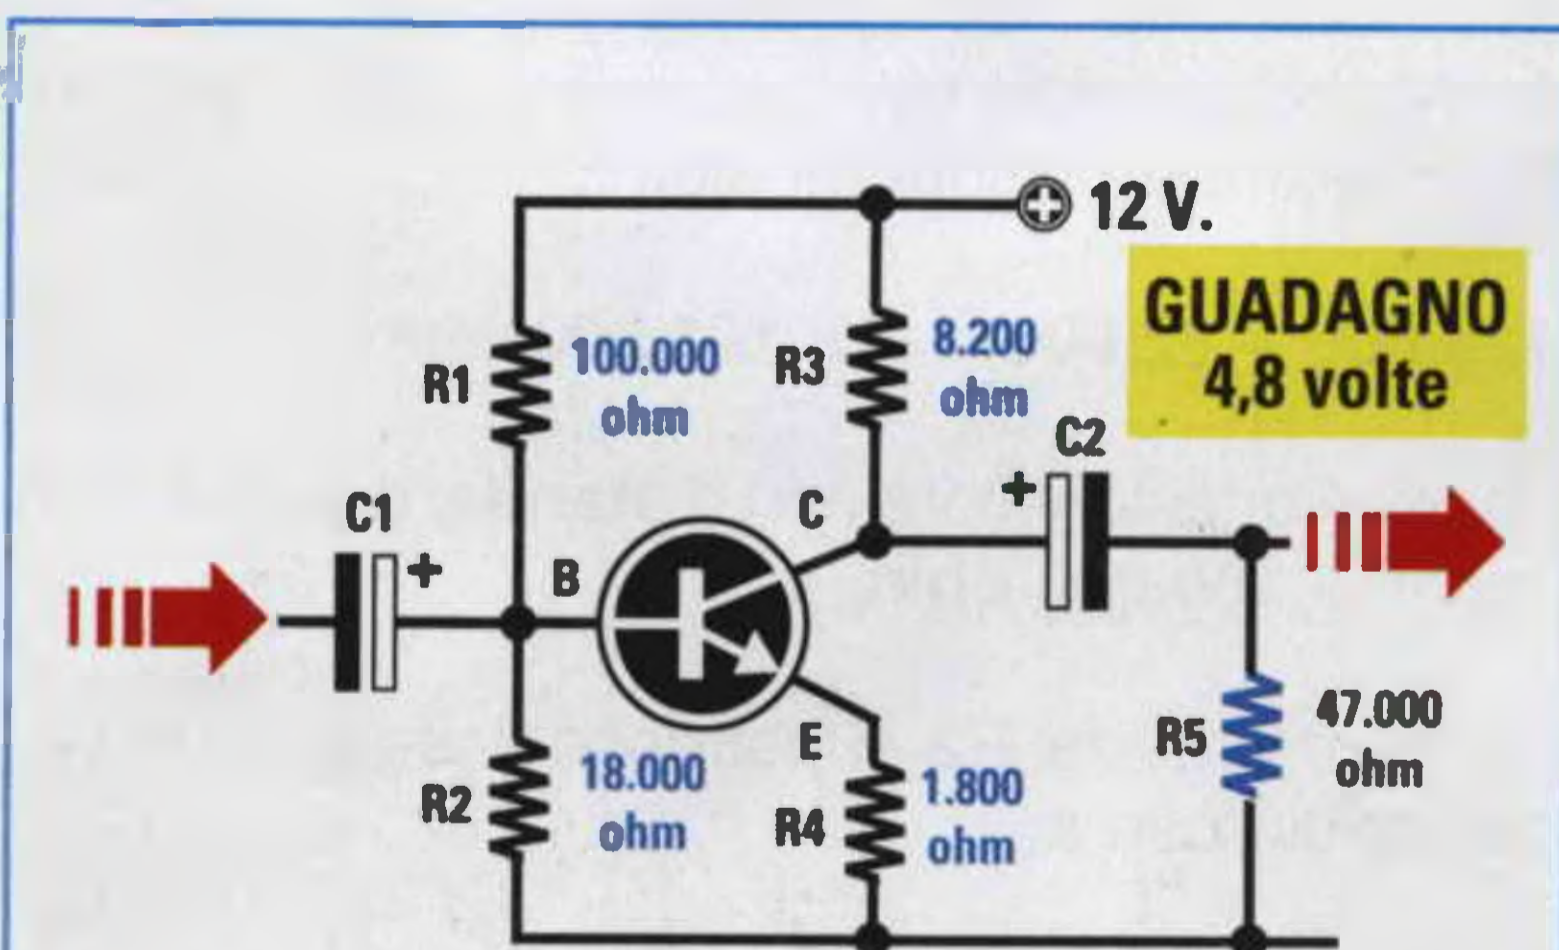 12 V.
GUADAGNO
4,8 volte
R1
100.000
ohm
R3
8.200
ohm
C2
+
C
C1
+
B
E
R2
18.000
ohm
R4
1.800
ohm
R5
47.000
ohm